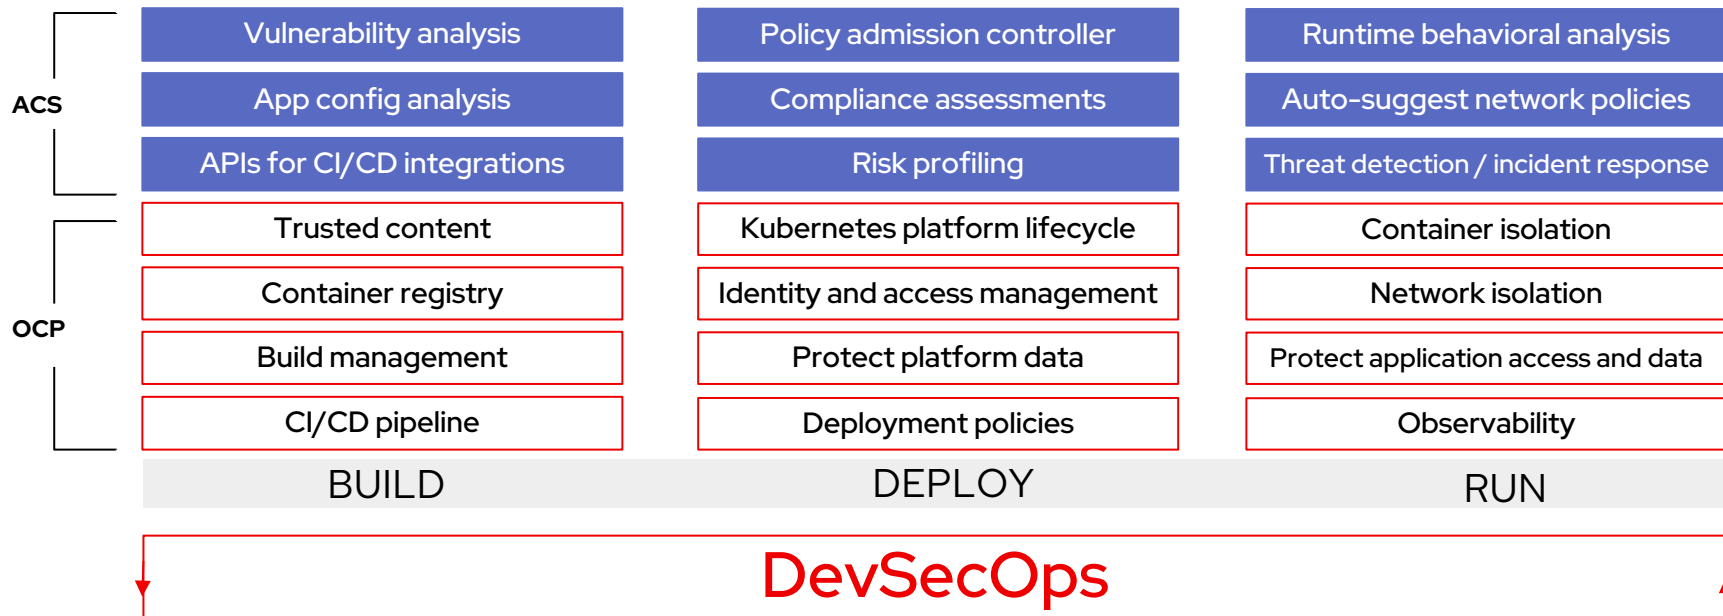 ACS
Vulnerability analysis
App config analysis
APIs for CI/CD integrations
Policy admission controller
Compliance assessments
Risk profiling
Runtime behavioral analysis
Auto-suggest network policies
Threat detection / incident response
OCP
Trusted content
Container registry
Build management
CI/CD pipeline
Kubernetes platform lifecycle
Identity and access management
Protect platform data
Deployment policies
Container isolation
Network isolation
Protect application access and data
Observability
BUILD
DEPLOY
RUN
DevSecOps